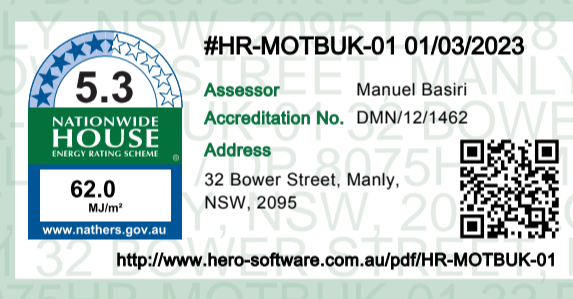 #HR-MOTBUK-01 01/03/2023
5.3
NATIONWIDE
HOUSE
ENERGY RATING SCHEME
®
62.0
MJ/m²
www.nathers.gov.au
Assessor Manuel Basiri
Accreditation No. DMN/12/1462
Address
32 Bower Street, Manly,
NSW, 2095
http://www.hero-software.com.au/pdf/HR-MOTBUK-01